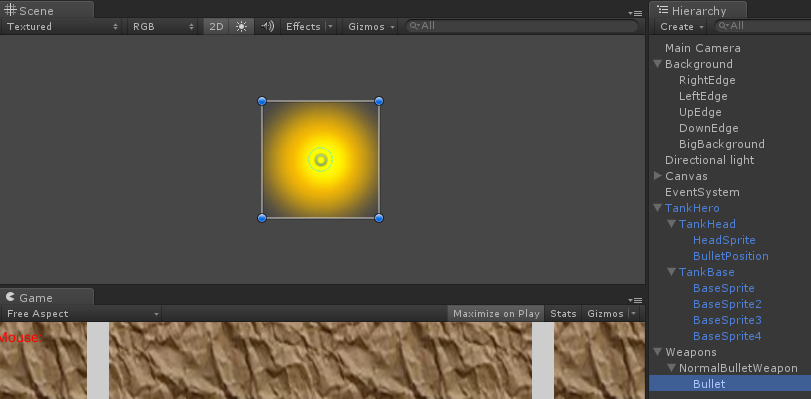 Scene
Textured RGB 2D Effects Gizmos All
Game
Free Aspect Maximize on Play Stats Gizmos
Mouse
Hierarchy
Create All
Main Camera
Background
RightEdge
LeftEdge
UpEdge
DownEdge
BigBackground
Directional light
Canvas
EventSystem
TankHero
TankHead
HeadSprite
BulletPosition
TankBase
BaseSprite
BaseSprite2
BaseSprite3
BaseSprite4
Weapons
NormalBulletWeapon
Bullet